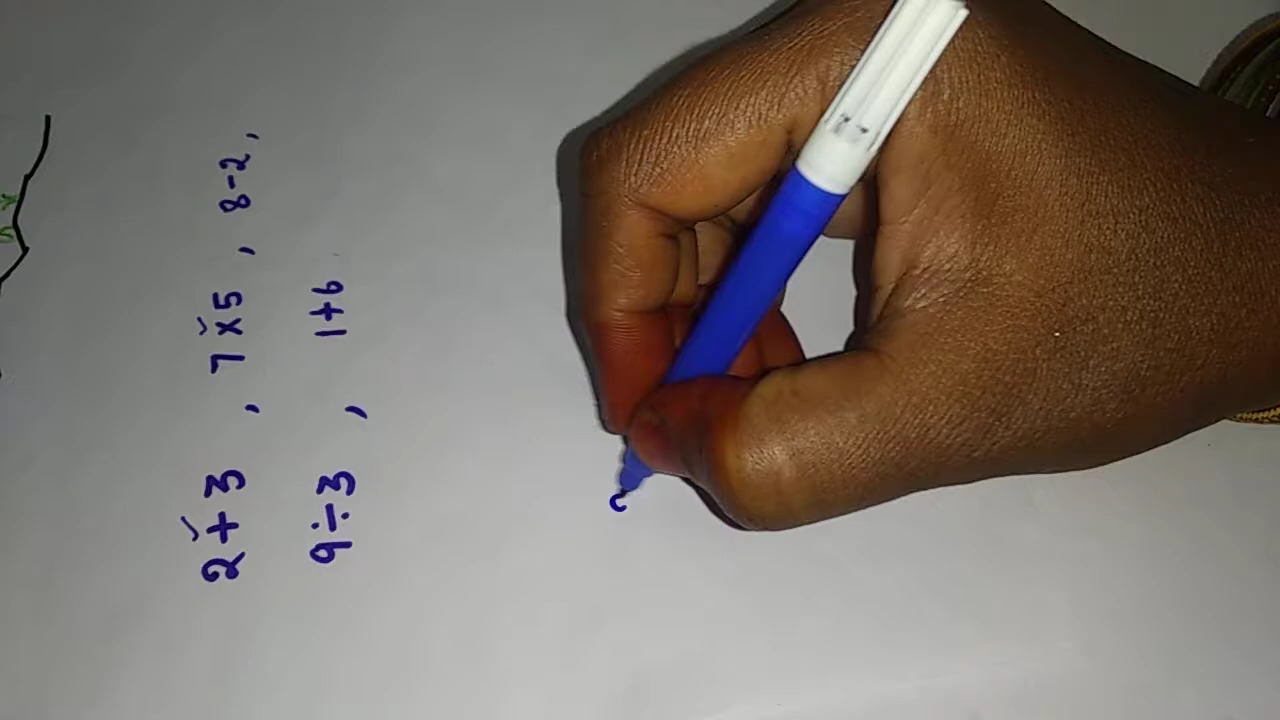 2 + 3 , 7 x 5 , 8 - 2 ,
9 ÷ 3 , 1 + 6